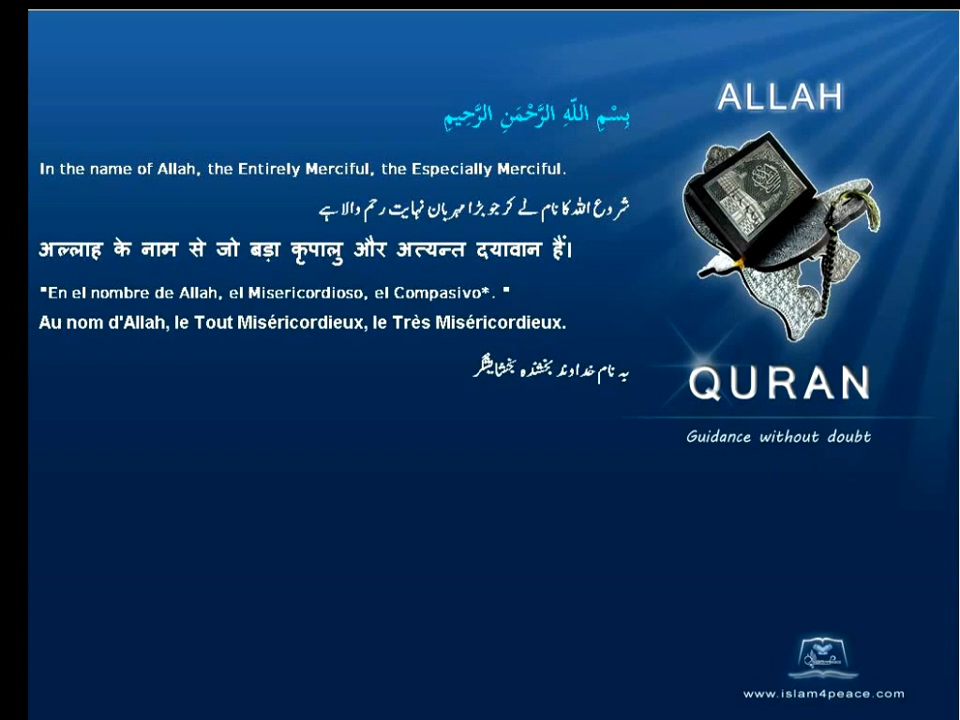 بِسْمِ اللّهِ الرَّحْمَنِ الرَّحِيمِ
In the name of Allah, the Entirely Merciful, the Especially Merciful.
شروع اللہ کا نام لے کر جو بڑا مہربان نہایت رحم والا ہے
अल्लाह के नाम से जो बड़ा कृपालु और अत्यन्त दयावान हैं।
"En el nombre de Allah, el Misericordioso, el Compasivo*. "
Au nom d'Allah, le Tout Miséricordieux, le Très Miséricordieux.
به نام خداوند بخشنده بخشایشگر
ALLAH
QURAN
Guidance without doubt
www.islam4peace.com